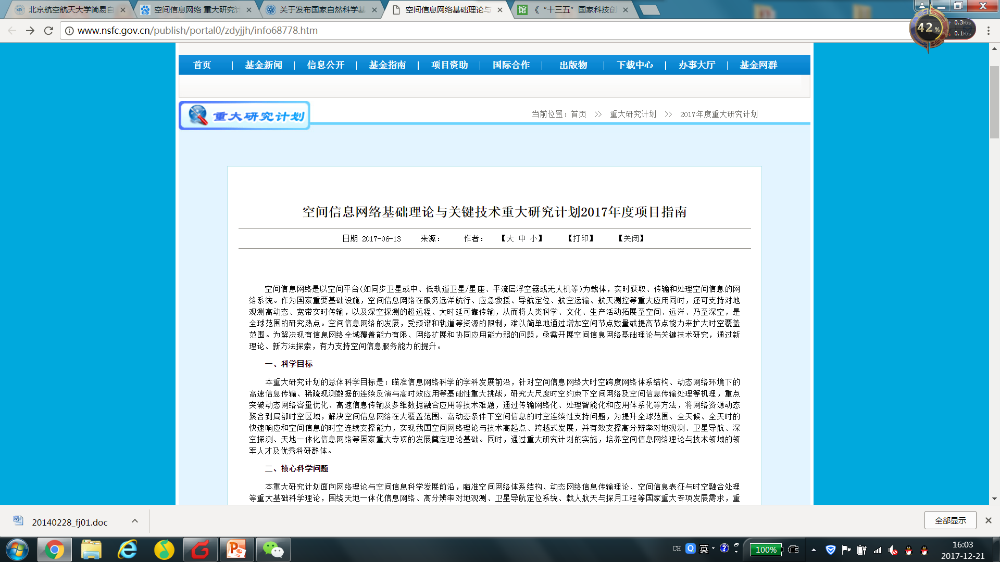 北京航空航天大学简易自
空间信息网络 重大研究计
关于发布国家自然科学基
空间信息网络基础理论与
《“十三五”国家科技创
www.nsfc.gov.cn/publish/portal0/zdyjjh/info68778.htm
42%
0.3K/s
0.1K/s
首页 | 基金新闻 | 信息公开 | 基金指南 | 项目资助 | 国际合作 | 出版物 | 下载中心 | 办事大厅 | 基金网群
重大研究计划
当前位置：首页 >> 重大研究计划 >> 2017年度重大研究计划
空间信息网络基础理论与关键技术重大研究计划2017年度项目指南
日期 2017-06-13 来源： 作者： 【大 中 小】 【打印】 【关闭】
空间信息网络是以空间平台(如同步卫星或中、低轨道卫星/星座、平流层浮空器或无人机等)为载体，实时获取、传输和处理空间信息的网
络系统。作为国家重要基础设施，空间信息网络在服务远洋航行、应急救援、导航定位、航空运输、航天测控等重大应用同时，还可支持对地
观测高动态、宽带实时传输，以及深空探测的超远程、大时延可靠传输，从而将人类科学、文化、生产活动拓展至空间、远洋、乃至深空，是
全球范围的研究热点。空间信息网络的发展，受频谱和轨道等资源的限制，难以简单地通过增加空间节点数量或提高节点能力来扩大时空覆盖
范围。为解决现有信息网络全域覆盖能力有限、网络扩展和协同应用能力弱的问题，亟需开展空间信息网络基础理论与关键技术研究，通过新
理论、新方法探索，有力支持空间信息服务能力的提升。
一、科学目标
本重大研究计划的总体科学目标是：瞄准信息网络科学的学科发展前沿，针对空间信息网络大时空跨度网络体系结构、动态网络环境下的
高速信息传输、稀疏观测数据的连续反演与高时效应用等基础性重大挑战，研究大尺度时空约束下空间网络及空间信息传输处理等机理，重点
突破动态网络容量优化、高速信息传输及多维数据融合应用等技术难题，通过传输网络化、处理智能化和应用体系化等方法，将网络资源动态
聚合到局部时空区域，解决空间信息网络在大覆盖范围、高动态条件下空间信息的时空连续性支持问题，为提升全球范围、全天候、全天时的
快速响应和空间信息的时空连续支撑能力，实现我国空间网络理论与技术高起点、跨越式发展，并有效支撑高分辨率对地观测、卫星导航、深
空探测、天地一体化信息网络等国家重大专项的发展奠定理论基础。同时，通过重大研究计划的实施，培养空间信息网络理论与技术领域的领
军人才及优秀科研群体。
二、核心科学问题
本重大研究计划面向网络理论与空间信息科学发展前沿，瞄准空间网络体系结构、动态网络信息传输理论、空间信息表征与时空融合处理
等重大基础科学理论，围绕天地一体化信息网络、高分辨率对地观测、卫星导航定位系统、载人航天与探月工程等国家重大专项发展需求，重
20140228_fj01.doc
全部显示
CH
英
100%
16:03
2017-12-21